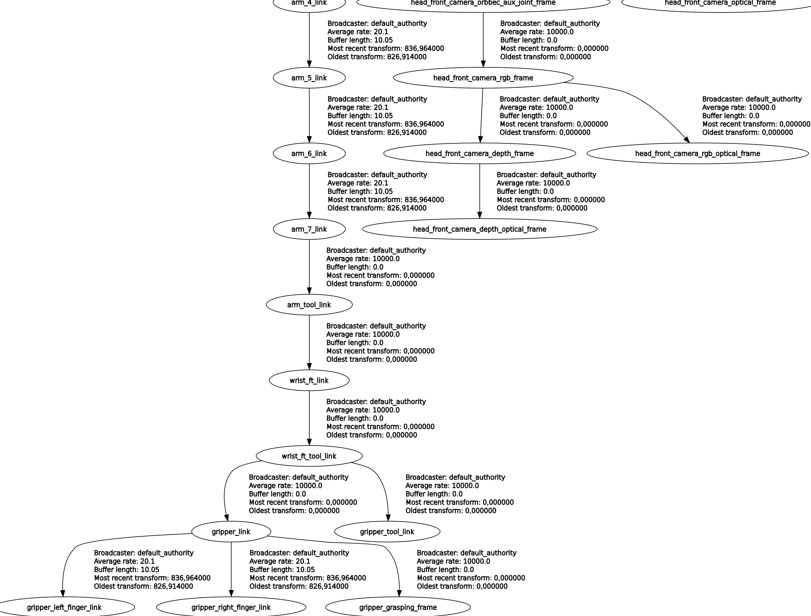 arm_4_link
head_front_camera_orbbec_aux_joint_frame
head_front_camera_optical_frame
Broadcaster: default_authority
Average rate: 20.1
Buffer length: 10.05
Most recent transform: 836,964000
Oldest transform: 826,914000
Broadcaster: default_authority
Average rate: 10000.0
Buffer length: 0.0
Most recent transform: 0,000000
Oldest transform: 0,000000
arm_5_link
head_front_camera_rgb_frame
Broadcaster: default_authority
Average rate: 20.1
Buffer length: 10.05
Most recent transform: 836,964000
Oldest transform: 826,914000
Broadcaster: default_authority
Average rate: 10000.0
Buffer length: 0.0
Most recent transform: 0,000000
Oldest transform: 0,000000
Broadcaster: default_authority
Average rate: 10000.0
Buffer length: 0.0
Most recent transform: 0,000000
Oldest transform: 0,000000
arm_6_link
head_front_camera_depth_frame
head_front_camera_rgb_optical_frame
Broadcaster: default_authority
Average rate: 20.1
Buffer length: 10.05
Most recent transform: 836,964000
Oldest transform: 826,914000
Broadcaster: default_authority
Average rate: 10000.0
Buffer length: 0.0
Most recent transform: 0,000000
Oldest transform: 0,000000
arm_7_link
head_front_camera_depth_optical_frame
Broadcaster: default_authority
Average rate: 10000.0
Buffer length: 0.0
Most recent transform: 0,000000
Oldest transform: 0,000000
arm_tool_link
Broadcaster: default_authority
Average rate: 10000.0
Buffer length: 0.0
Most recent transform: 0,000000
Oldest transform: 0,000000
wrist_ft_link
Broadcaster: default_authority
Average rate: 10000.0
Buffer length: 0.0
Most recent transform: 0,000000
Oldest transform: 0,000000
wrist_ft_tool_link
Broadcaster: default_authority
Average rate: 10000.0
Buffer length: 0.0
Most recent transform: 0,000000
Oldest transform: 0,000000
Broadcaster: default_authority
Average rate: 10000.0
Buffer length: 0.0
Most recent transform: 0,000000
Oldest transform: 0,000000
gripper_link
gripper_tool_link
Broadcaster: default_authority
Average rate: 20.1
Buffer length: 10.05
Most recent transform: 836,964000
Oldest transform: 826,914000
Broadcaster: default_authority
Average rate: 20.1
Buffer length: 10.05
Most recent transform: 836,964000
Oldest transform: 826,914000
Broadcaster: default_authority
Average rate: 10000.0
Buffer length: 0.0
Most recent transform: 0,000000
Oldest transform: 0,000000
gripper_left_finger_link
gripper_right_finger_link
gripper_grasping_frame